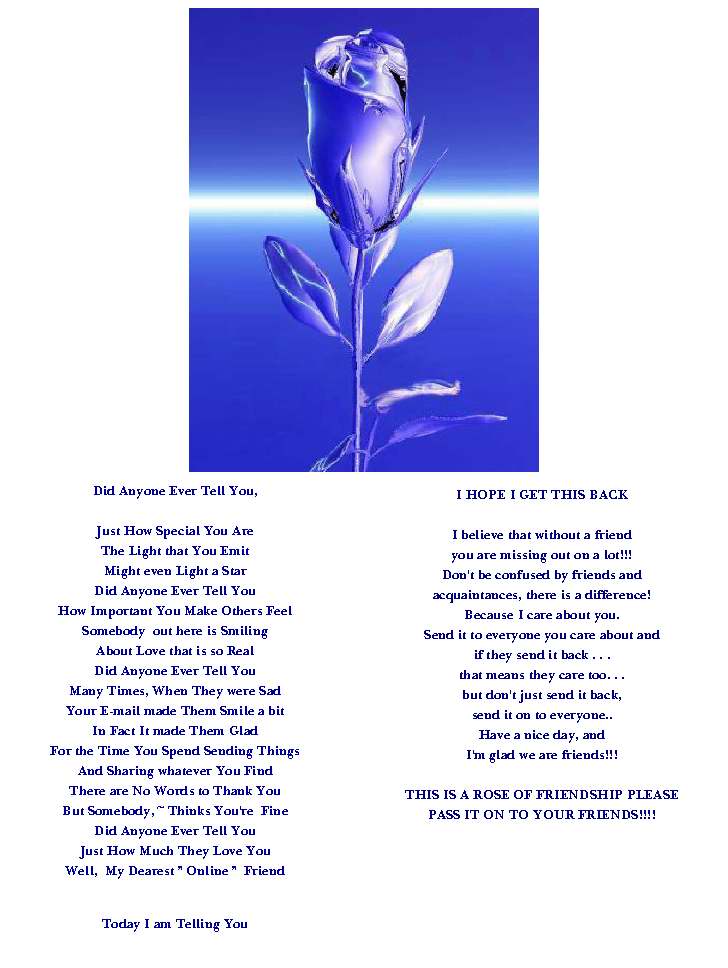 Did Anyone Ever Tell You,
Just How Special You Are
The Light that You Emit
Might even Light a Star
Did Anyone Ever Tell You
How Important You Make Others Feel
Somebody out here is Smiling
About Love that is so Real
Did Anyone Ever Tell You
Many Times, When They were Sad
Your E-mail made Them Smile a bit
In Fact It made Them Glad
For the Time You Spend Sending Things
And Sharing whatever You Find
There are No Words to Thank You
But Somebody, ~ Thinks You're Fine
Did Anyone Ever Tell You
Just How Much They Love You
Well, My Dearest " Online " Friend
Today I am Telling You
I HOPE I GET THIS BACK
I believe that without a friend
you are missing out on a lot!!!
Don't be confused by friends and
acquaintances, there is a difference!
Because I care about you.
Send it to everyone you care about and
if they send it back . . .
that means they care too. . .
but don't just send it back,
send it on to everyone..
Have a nice day, and
I'm glad we are friends!!!
THIS IS A ROSE OF FRIENDSHIP PLEASE
PASS IT ON TO YOUR FRIENDS!!!!